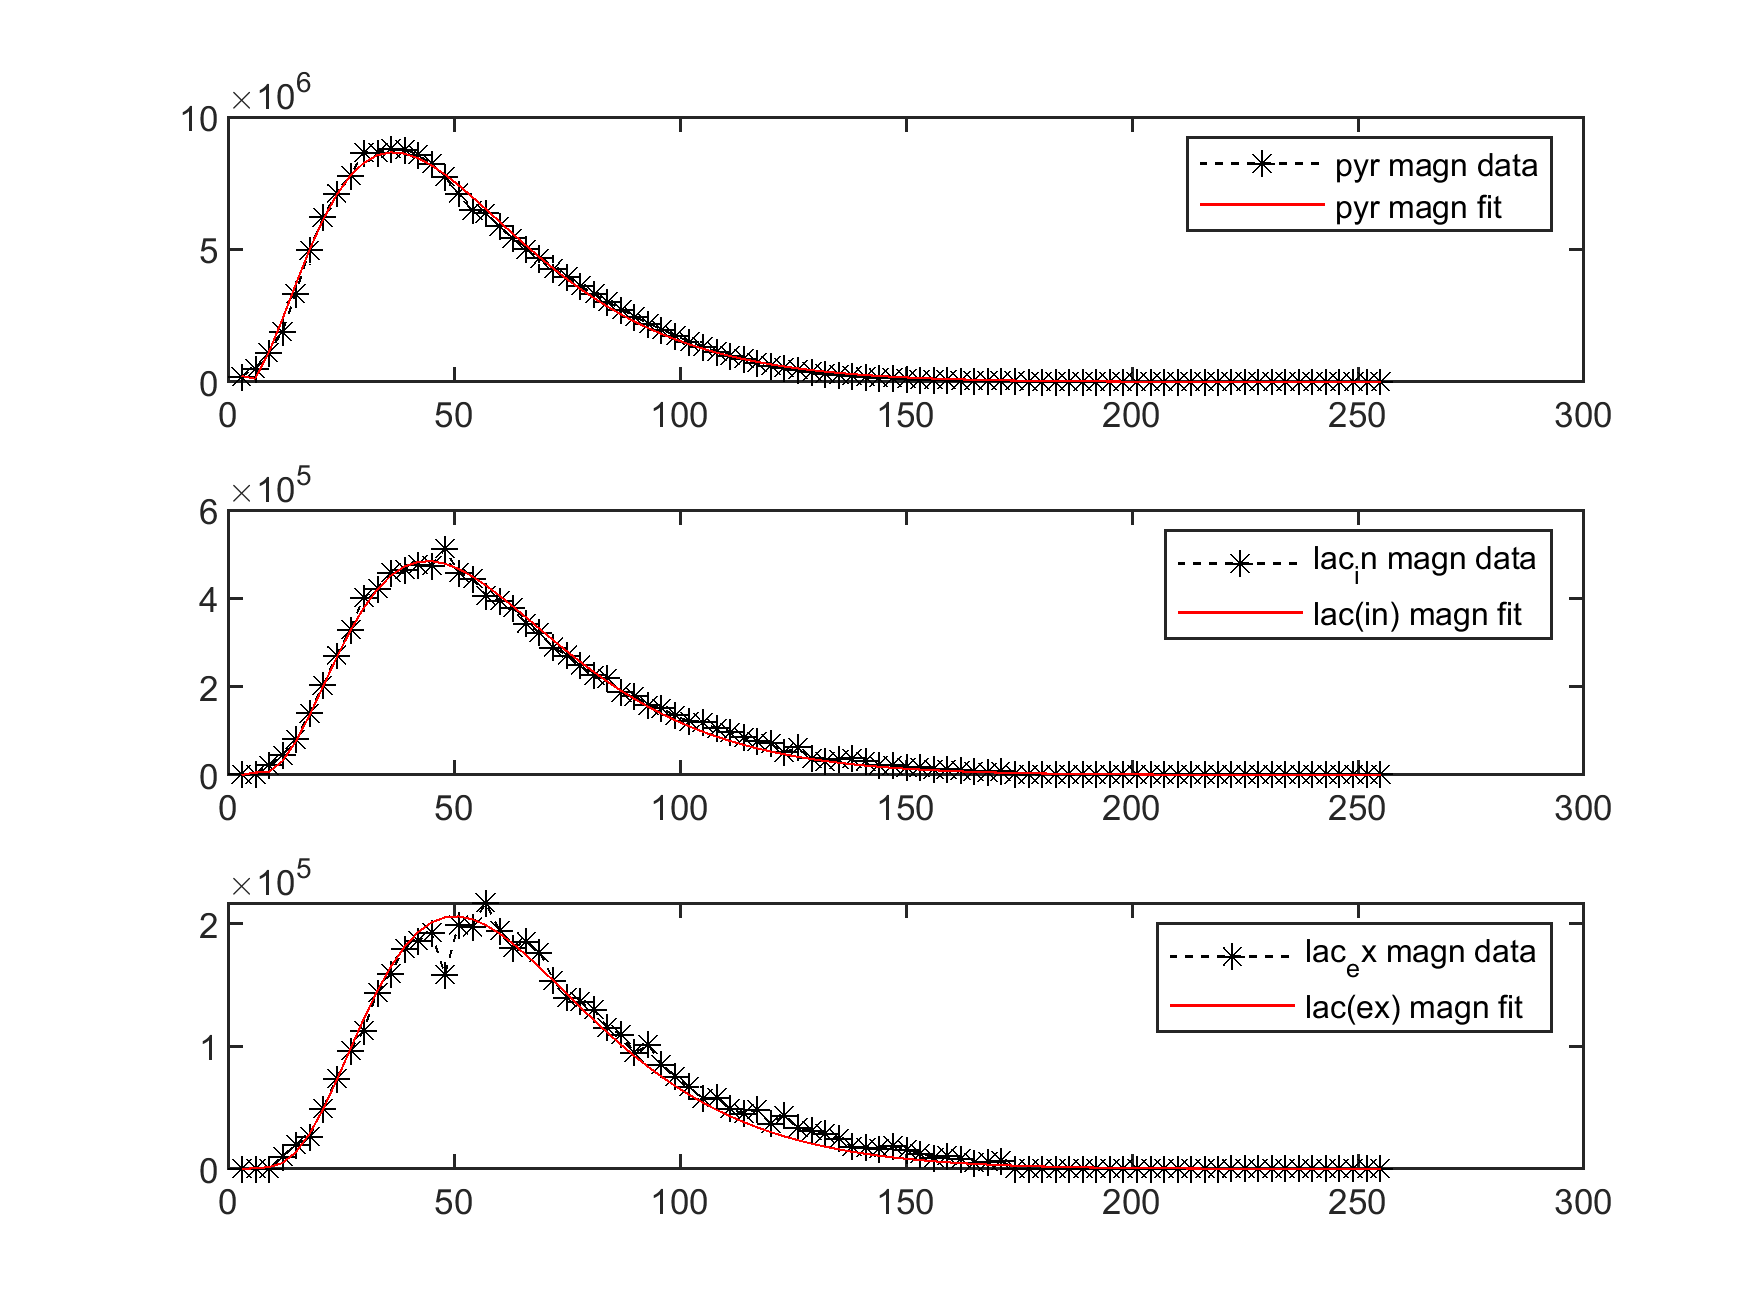 ×10^6
10
5
0
0 50 100 150 200 250 300
pyr magn data
pyr magn fit
×10^5
6
4
2
0
0 50 100 150 200 250 300
lac_in magn data
lac(in) magn fit
×10^5
2
1
0
0 50 100 150 200 250 300
lac_ex magn data
lac(ex) magn fit